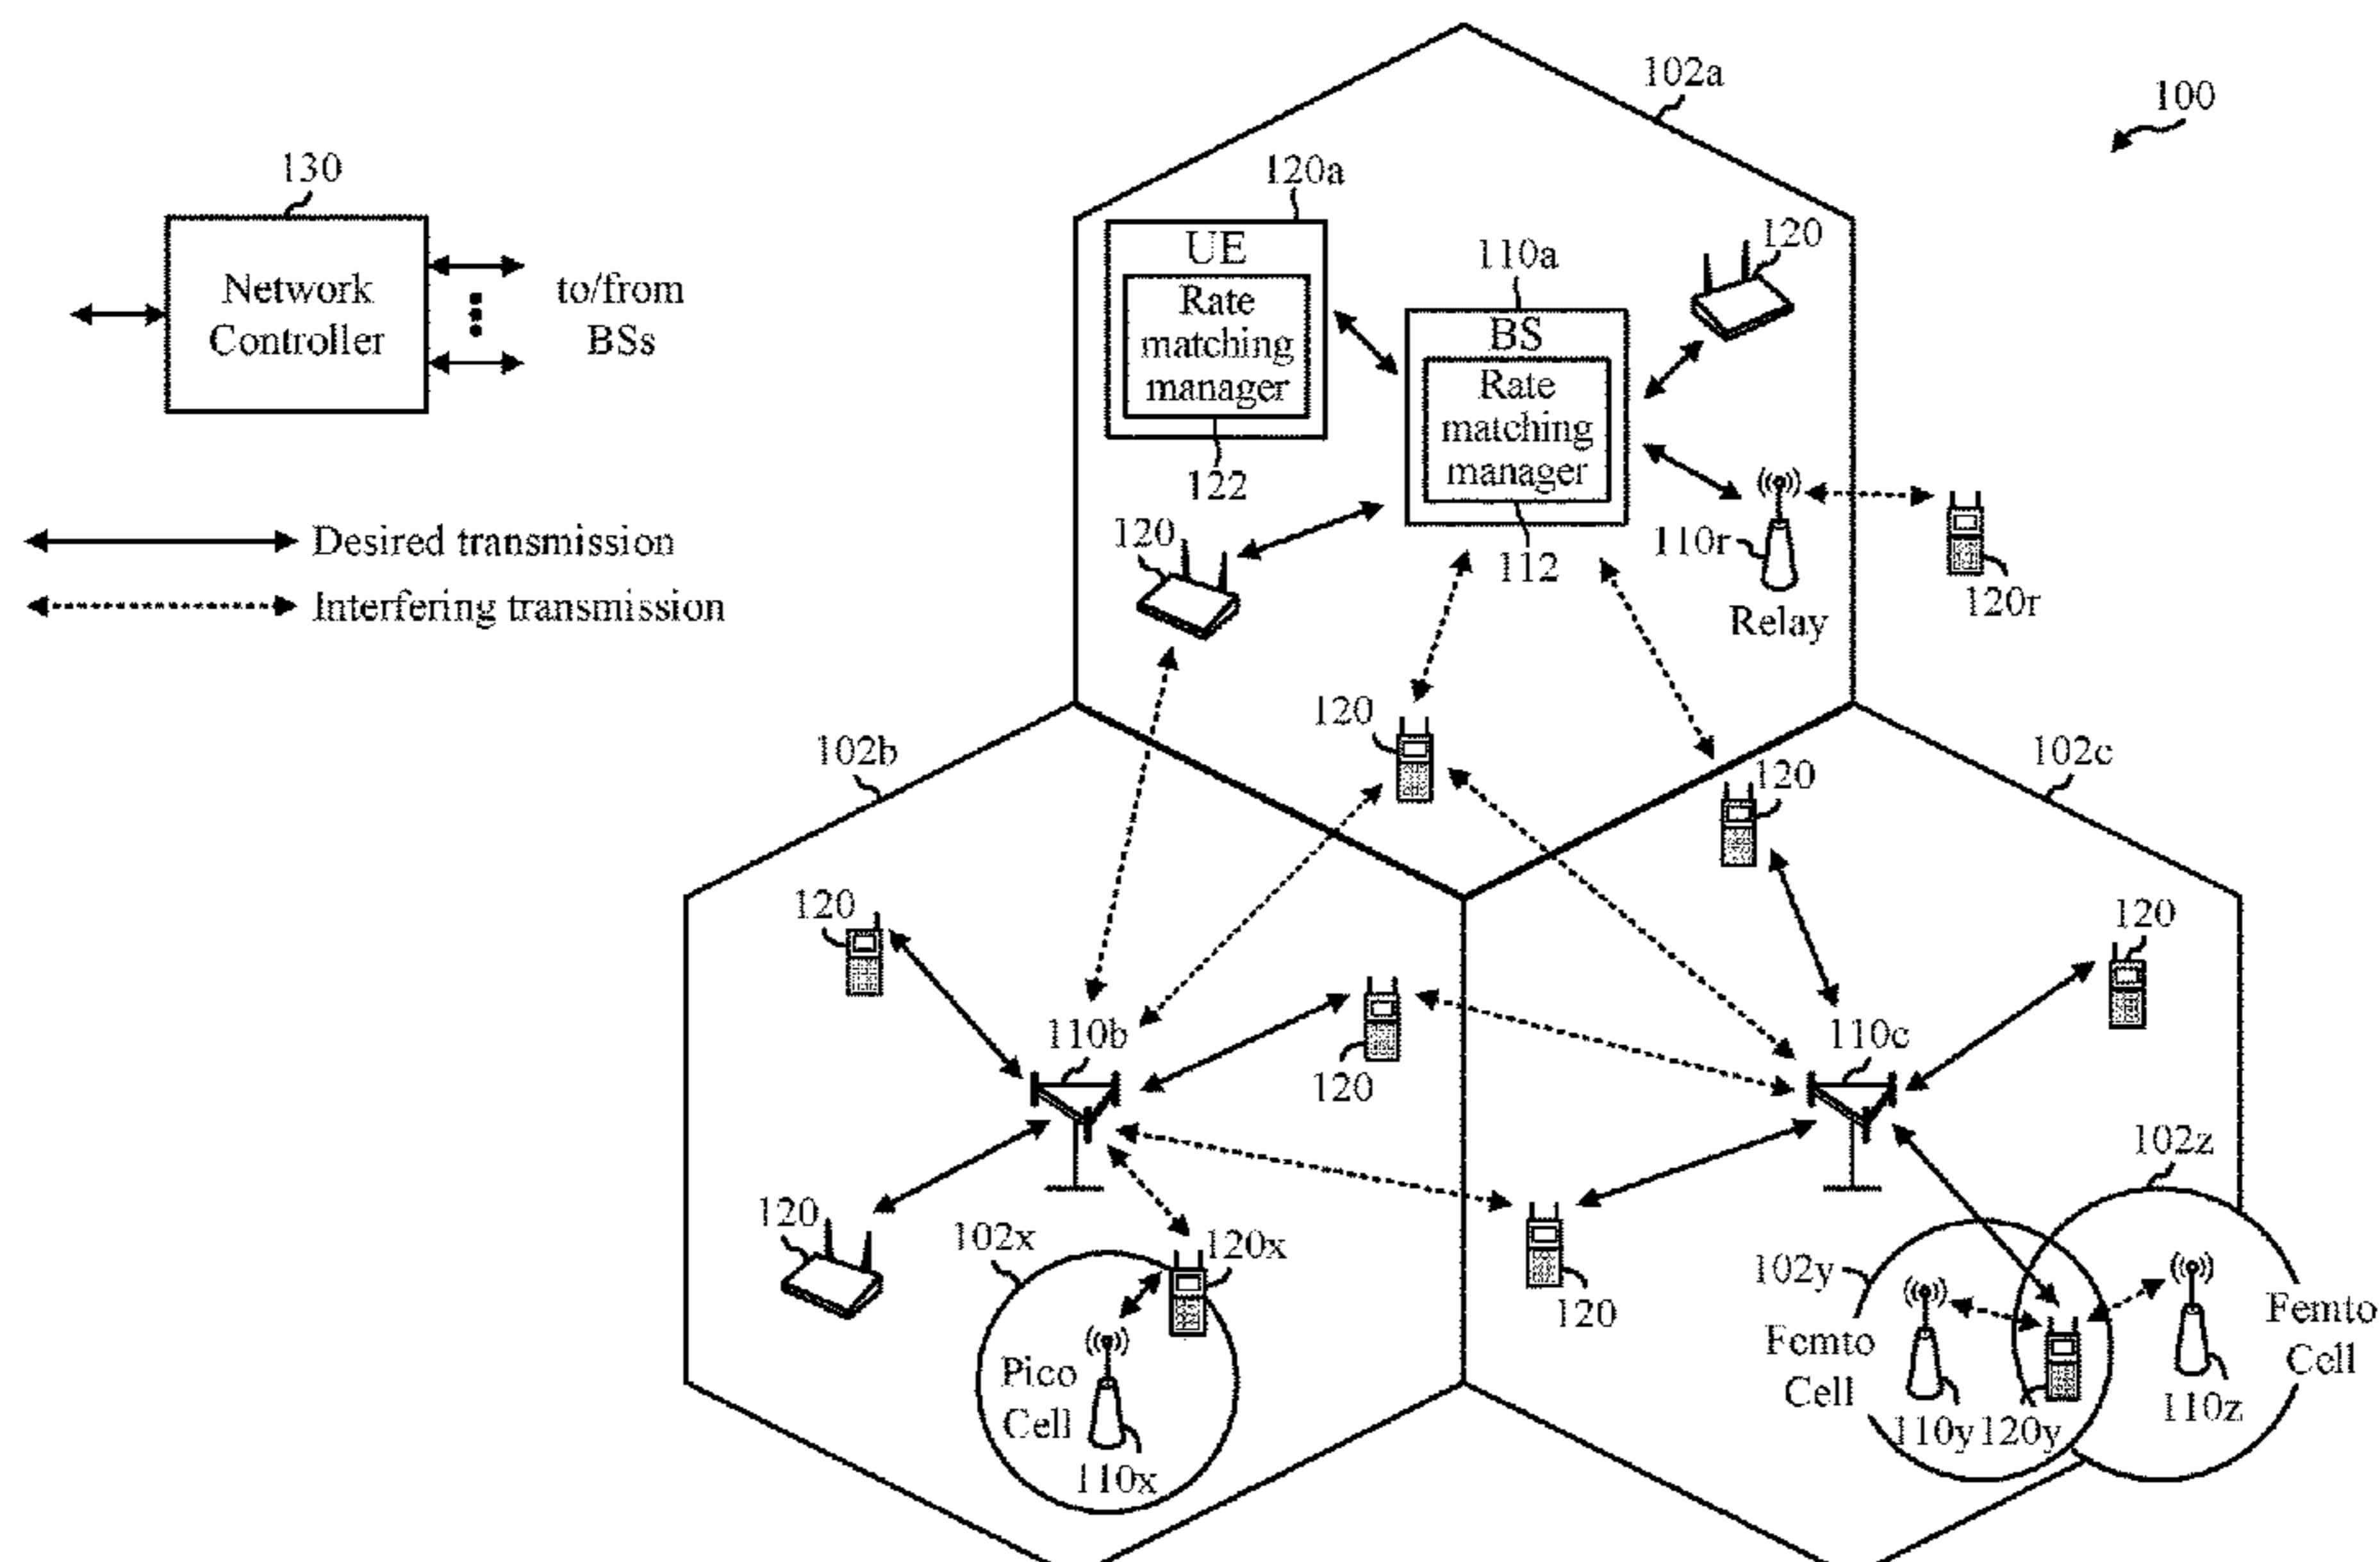 102a
100
130
120a
UE
Rate
matching
manager
122
110a
BS
Rate
matching
manager
112
120
Network
Controller
to/from
BSs
Desired transmission
Interfering transmission
120
110r
Relay
120r
120
120
102b
102c
120
120
110b
120
110c
120
102x
120x
Pico
Cell
110x
120
102z
102y
Femto
Cell
110y
120y
110z
Femto
Cell
120